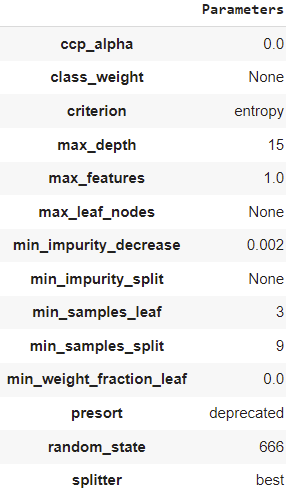 Parameters
ccp_alpha 0.0
class_weight None
criterion entropy
max_depth 15
max_features 1.0
max_leaf_nodes None
min_impurity_decrease 0.002
min_impurity_split None
min_samples_leaf 3
min_samples_split 9
min_weight_fraction_leaf 0.0
presort deprecated
random_state 666
splitter best